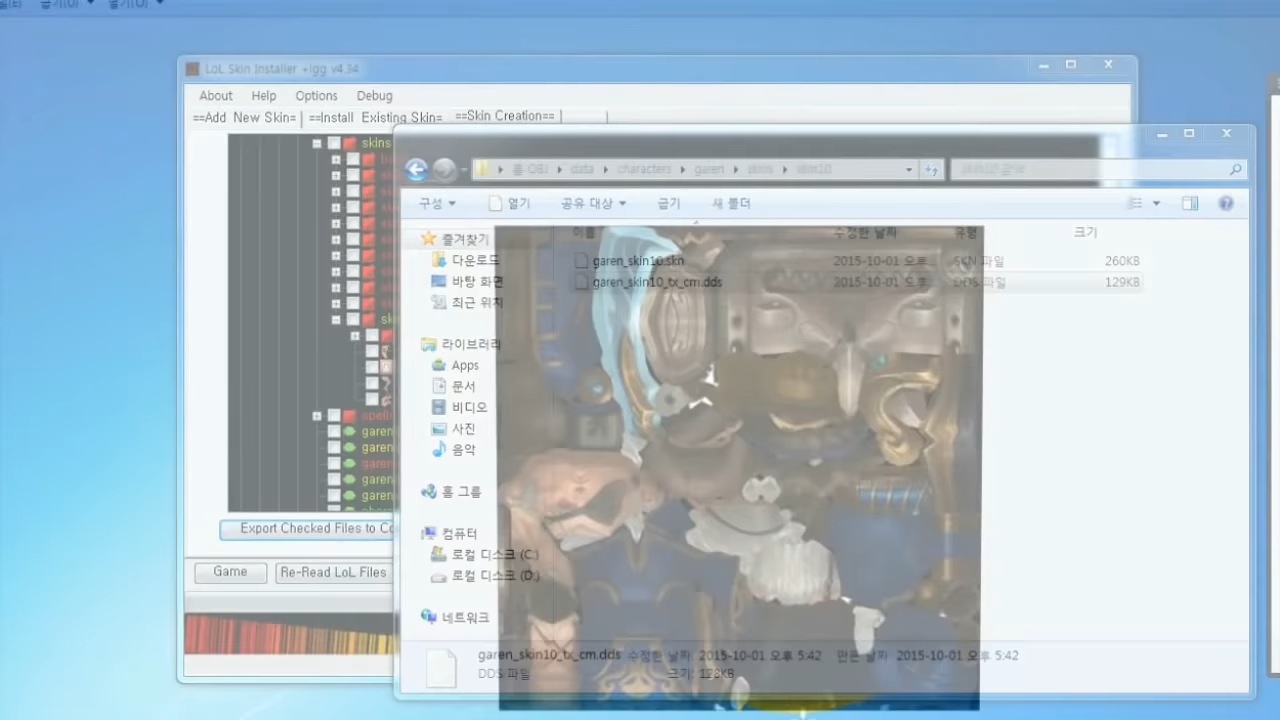 LoL Skin Installer +lgg v4.34
About Help Options Debug
==Add New Skin= | ==Install Existing Skin= ==Skin Creation== |
skins
data characters garen
구성 열기 공유 대상 굽기 새 폴더
즐겨찾기
이름 수정한 날짜 유형 크기
다운로드
garen_skin10.skn 2015-10-01 오후... SKN 파일 260KB
바탕 화면
garen_skin10_tx_cm.dds 2015-10-01 오후... DDS 파일 129KB
최근 위치
라이브러리
Apps
문서
비디오
사진
음악
garen
garen
garen
garen
garen
홈 그룹
컴퓨터
Export Checked Files to Co
로컬 디스크 (C:)
로컬 디스크 (D:)
Game Re-Read LoL Files
네트워크
garen_skin10_tx_cm.dds 수정한 날짜: 2015-10-01 오후 5:42 만든 날짜: 2015-10-01 오후 5:42
DDS 파일 크기: 128KB